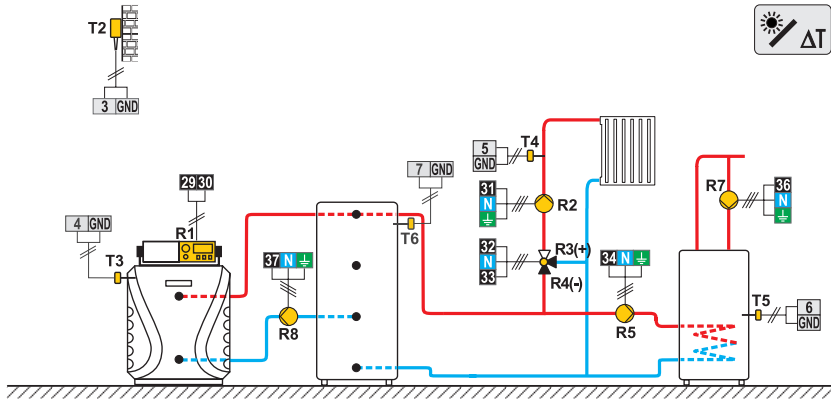 T2
ΔT
3 GND
5
GND
T4
7 GND
29 30
31
N
R2
R7
36
N
4 GND
R1
T6
T3
37 N
32
N
33
R3(+)
R4(-)
34 N
T5
6
GND
R8
R5